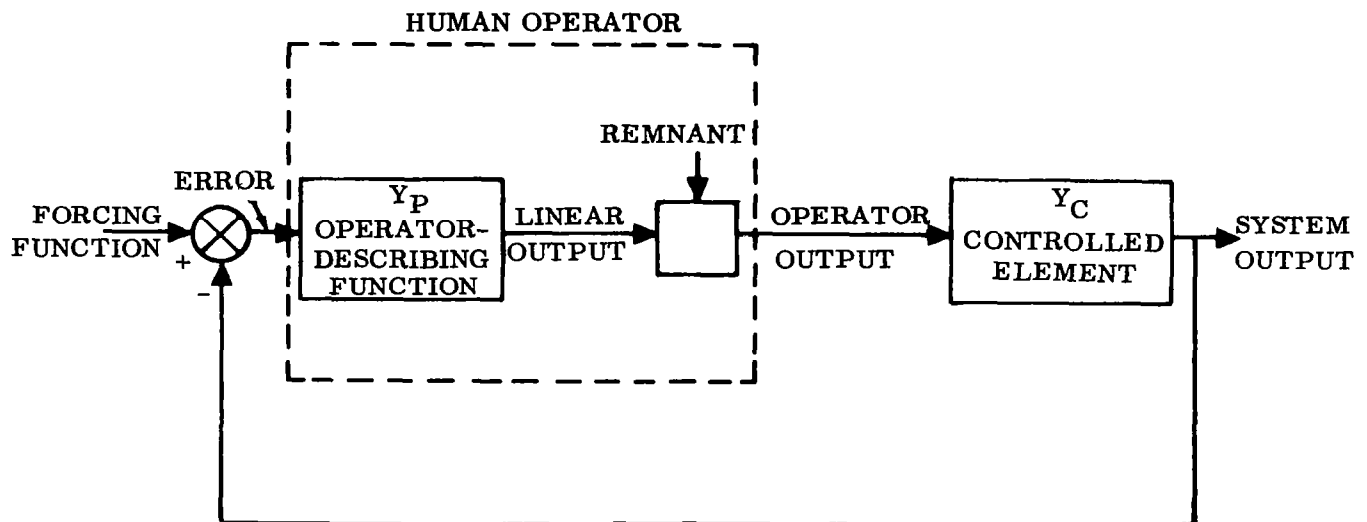 HUMAN OPERATOR
REMNANT
ERROR
FORCING
FUNCTION
+
-
Y_P
OPERATOR-
DESCRIBING
FUNCTION
LINEAR
OUTPUT
OPERATOR
OUTPUT
Y_C
CONTROLLED
ELEMENT
SYSTEM
OUTPUT